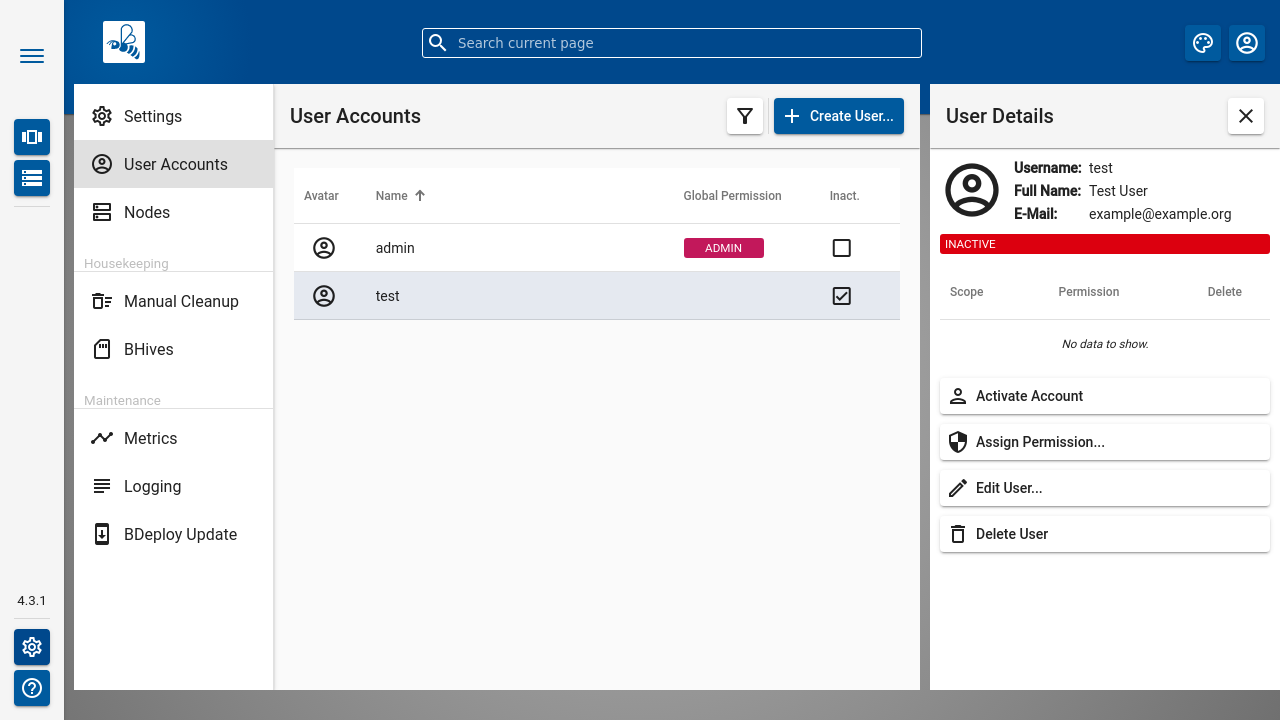 Search current page
Settings
User Accounts
Nodes
Housekeeping
Manual Cleanup
BHives
Maintenance
Metrics
Logging
BDeploy Update
4.3.1
User Accounts
Create User...
Avatar Name Global Permission Inact.
admin ADMIN
test
User Details
Username: test
Full Name: Test User
E-Mail: example@example.org
INACTIVE
Scope Permission Delete
No data to show.
Activate Account
Assign Permission...
Edit User...
Delete User